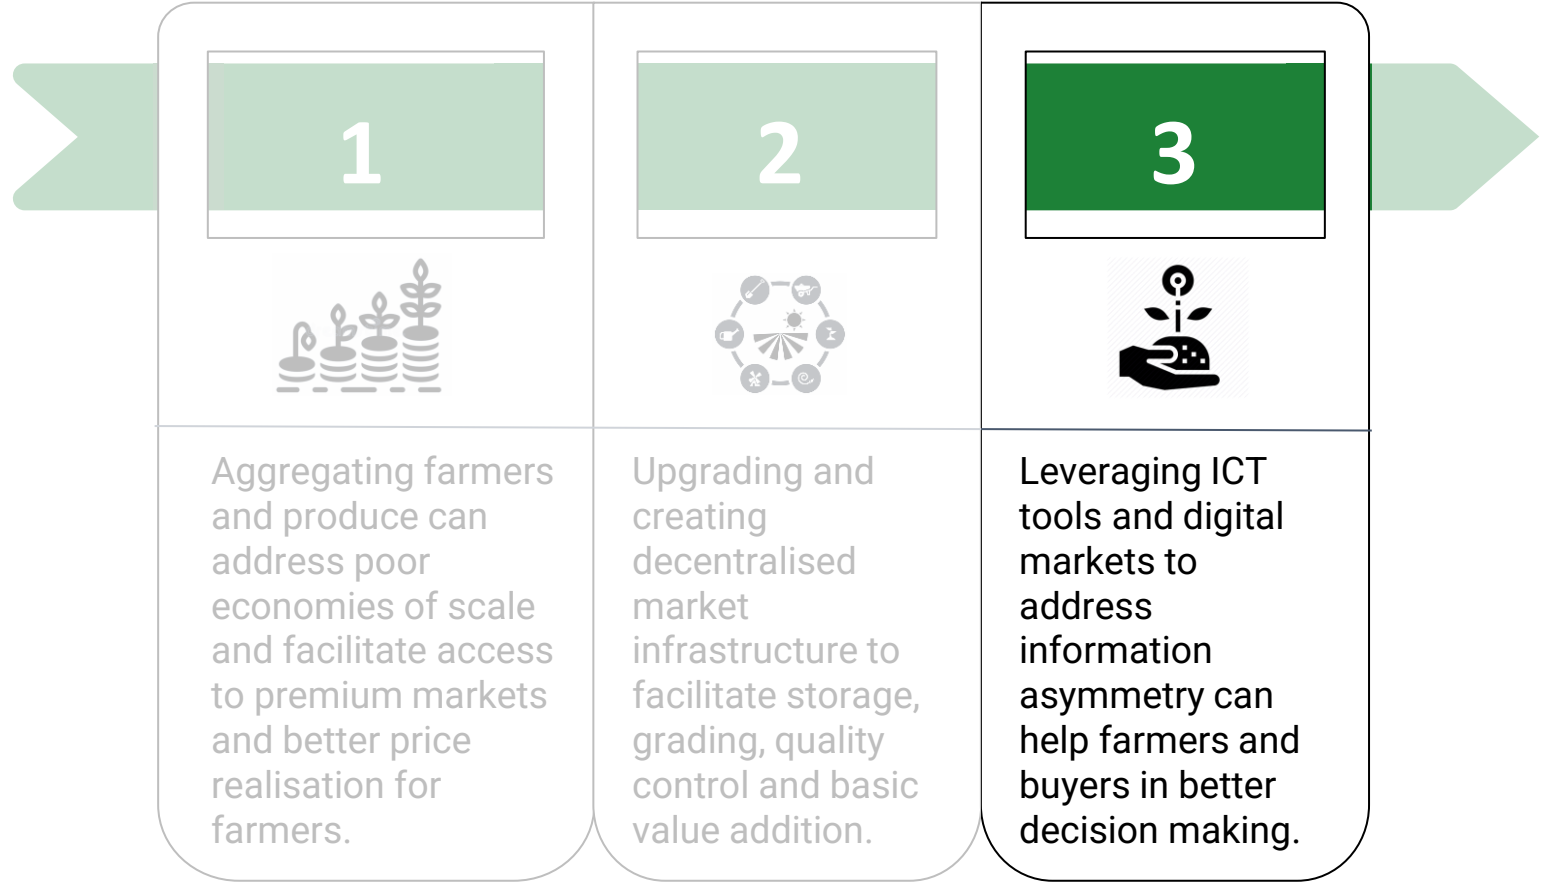 1
2
3
Aggregating farmers
and produce can
address poor
economies of scale
and facilitate access
to premium markets
and better price
realisation for
farmers.
Upgrading and
creating
decentralised
market
infrastructure to
facilitate storage,
grading, quality
control and basic
value addition.
Leveraging ICT
tools and digital
markets to
address
information
asymmetry can
help farmers and
buyers in better
decision making.